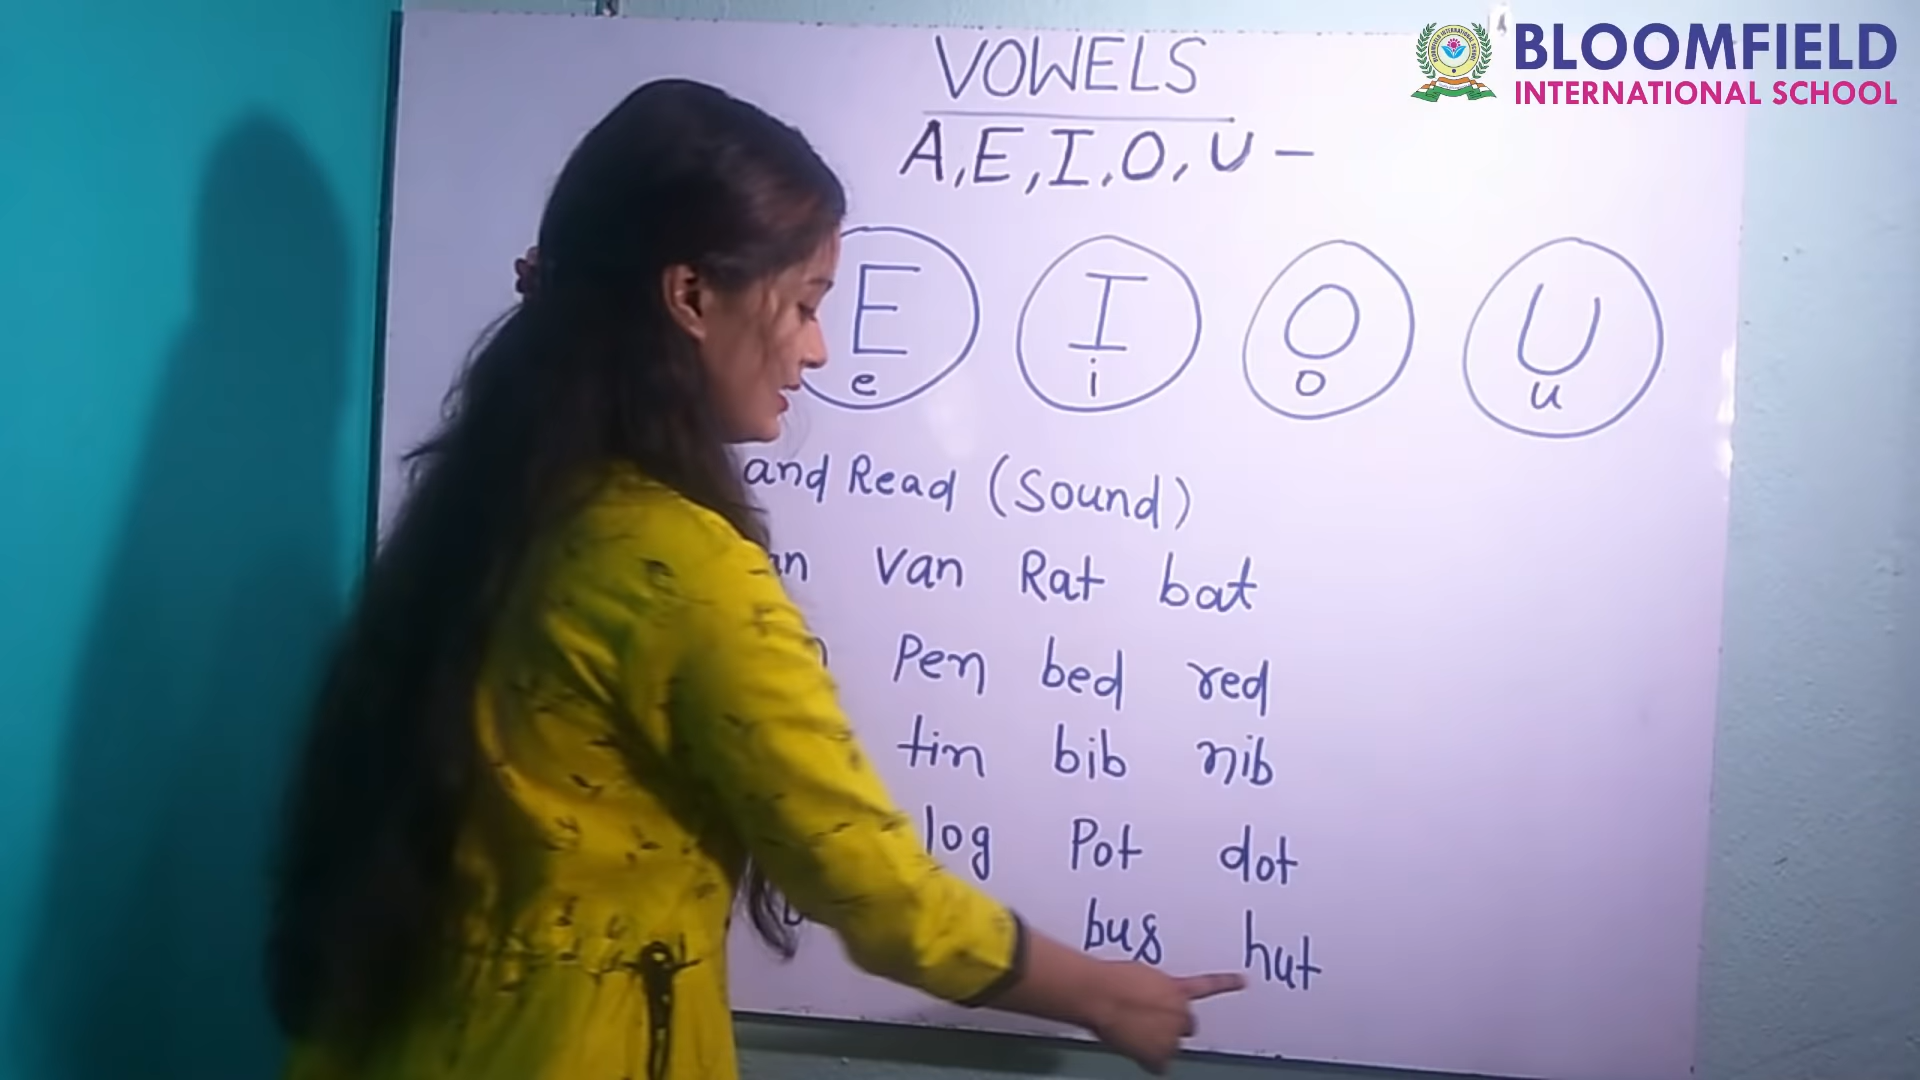 BLOOMFIELD
INTERNATIONAL SCHOOL
VOWELS
A, E, I, O, U -
E I O U
e i o u
and Read (Sound)
van Rat bat
Pen bed red
tin bib nib
log Pot dot
bus hut